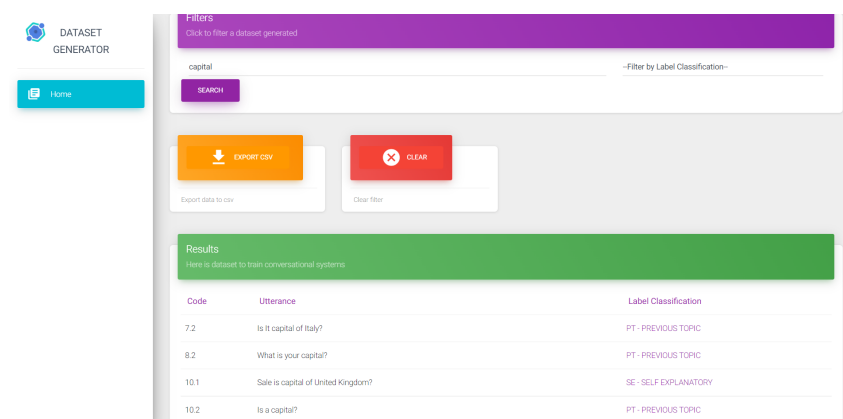 DATASET
GENERATOR
Home
Filters
Click to filter a dataset generated
capital
--Filter by Label Classification--
SEARCH
EXPORT CSV
Export data to csv
CLEAR
Clear filter
Results
Here is dataset to train conversational systems
Code Utterance Label Classification
7.2 Is It capital of Italy? PT - PREVIOUS TOPIC
8.2 What is your capital? PT - PREVIOUS TOPIC
10.1 Sale is capital of United Kingdom? SE - SELF EXPLANATORY
10.2 Is a capital? PT - PREVIOUS TOPIC